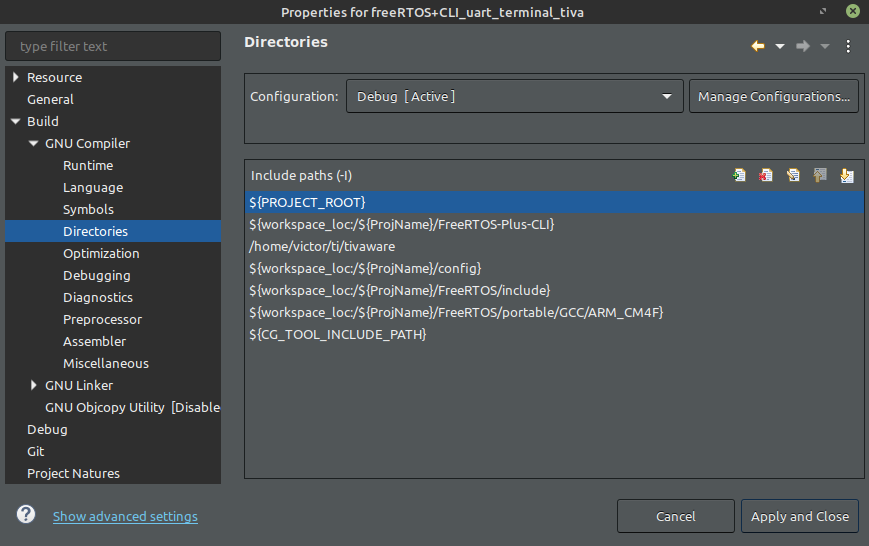 Properties for freeRTOS+CLI_uart_terminal_tiva
type filter text
Resource
General
Build
GNU Compiler
Runtime
Language
Symbols
Directories
Optimization
Debugging
Diagnostics
Preprocessor
Assembler
Miscellaneous
GNU Linker
GNU Objcopy Utility [Disable
Debug
Git
Project Natures
Directories
Configuration: Debug [ Active ] Manage Configurations...
Include paths (-I)
${PROJECT_ROOT}
${workspace_loc:/${ProjName}/FreeRTOS-Plus-CLI}
/home/victor/ti/tivaware
${workspace_loc:/${ProjName}/config}
${workspace_loc:/${ProjName}/FreeRTOS/include}
${workspace_loc:/${ProjName}/FreeRTOS/portable/GCC/ARM_CM4F}
${CG_TOOL_INCLUDE_PATH}
? Show advanced settings
Cancel Apply and Close